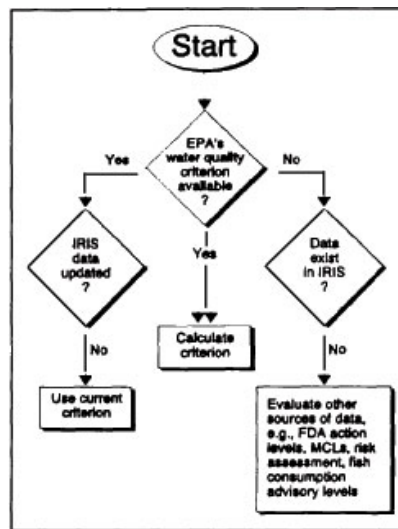 Start
EPA's
water quality
criterion
available
?
Yes
No
IRIS
data
updated
?
Yes
Data
exist
in IRIS
?
No
Calculate
criterion
No
Use current
criterion
Evaluate other
sources of data,
e.g., FDA action
levels, MCLs, risk
assessment, fish
consumption
advisory levels